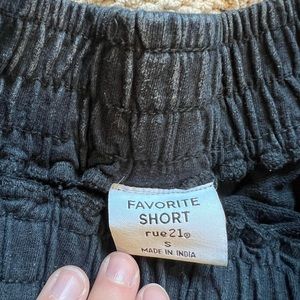 FAVORITE
SHORT
rue21®
S
MADE IN INDIA